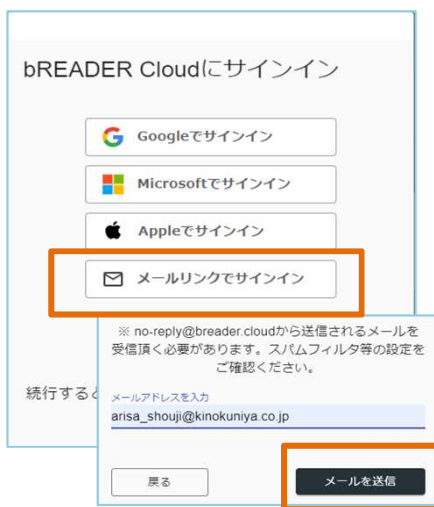 bREADER Cloudにサインイン
Googleでサインイン
Microsoftでサインイン
Appleでサインイン
メールリンクでサインイン
※ no-reply@breader.cloudから送信されるメールを
受信頂く必要があります。スパムフィルタ等の設定を
ご確認ください。
続行すると
メールアドレスを入力
arisa_shouji@kinokuniya.co.jp
戻る
メールを送信